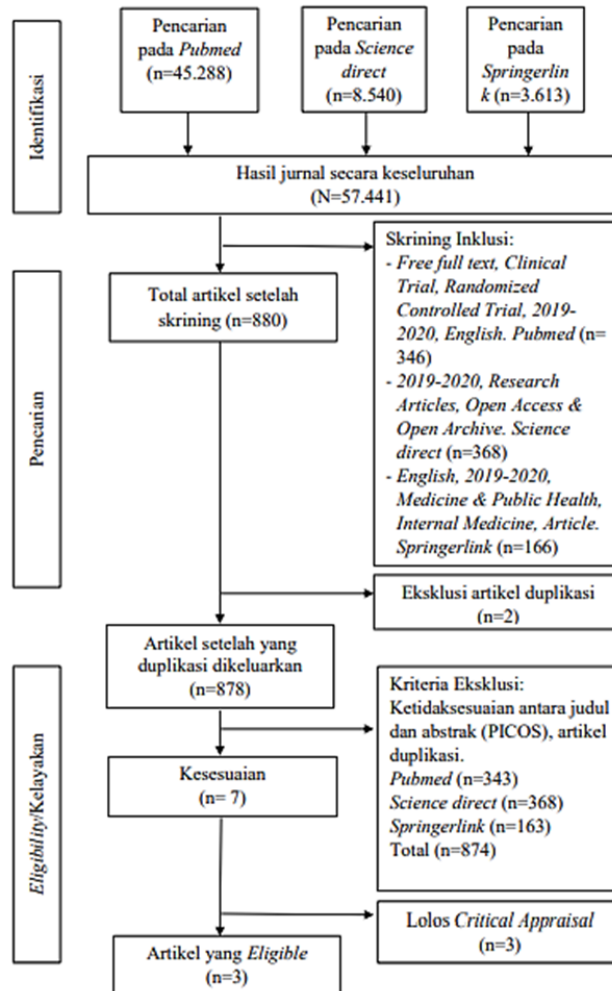 Identifikasi
Pencarian
pada Pubmed
(n=45.288)
Pencarian
pada Science
direct
(n=8.540)
Pencarian
pada
Springerlin
k (n=3.613)
Hasil jurnal secara keseluruhan
(N=57.441)
Pencarian
Total artikel setelah
skrining (n=880)
Skrining Inklusi:
- Free full text, Clinical
Trial, Randomized
Controlled Trial, 2019-
2020, English. Pubmed (n=
346)
- 2019-2020, Research
Articles, Open Access &
Open Archive. Science
direct (n=368)
- English, 2019-2020,
Medicine & Public Health,
Internal Medicine, Article.
Springerlink (n=166)
Eksklusi artikel duplikasi
(n=2)
Artikel setelah yang
duplikasi dikeluarkan
(n=878)
Eligibility/Kelayakan
Kriteria Eksklusi:
Ketidaksesuaian antara judul
dan abstrak (PICOS), artikel
duplikasi.
Pubmed (n=343)
Science direct (n=368)
Springerlink (n=163)
Total (n=874)
Kesesuaian
(n= 7)
Lolos Critical Appraisal
(n=3)
Artikel yang Eligible
(n=3)